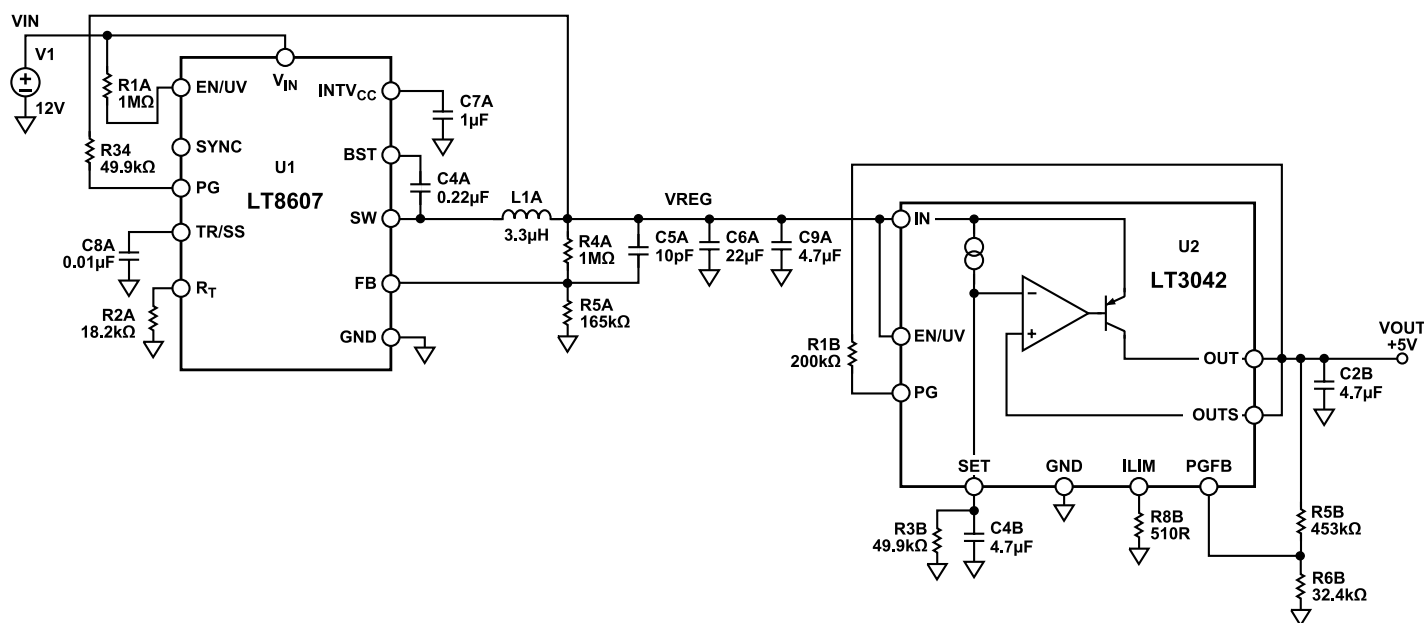 VIN
V1
12V
R1A
1MΩ
R34
49.9kΩ
C8A
0.01µF
R2A
18.2kΩ
VIN
EN/UV
SYNC
PG
TR/SS
RT
U1
LT8607
INTVCC
BST
SW
FB
GND
C7A
1µF
C4A
0.22µF
L1A
3.3µH
R4A
1MΩ
R5A
165kΩ
C5A
10pF
VREG
C6A
22µF
C9A
4.7µF
R1B
200kΩ
IN
EN/UV
PG
U2
LT3042
OUT
OUTS
SET
GND
ILIM
PGFB
R3B
49.9kΩ
C4B
4.7µF
R8B
510R
VOUT
+5V
C2B
4.7µF
R5B
453kΩ
R6B
32.4kΩ